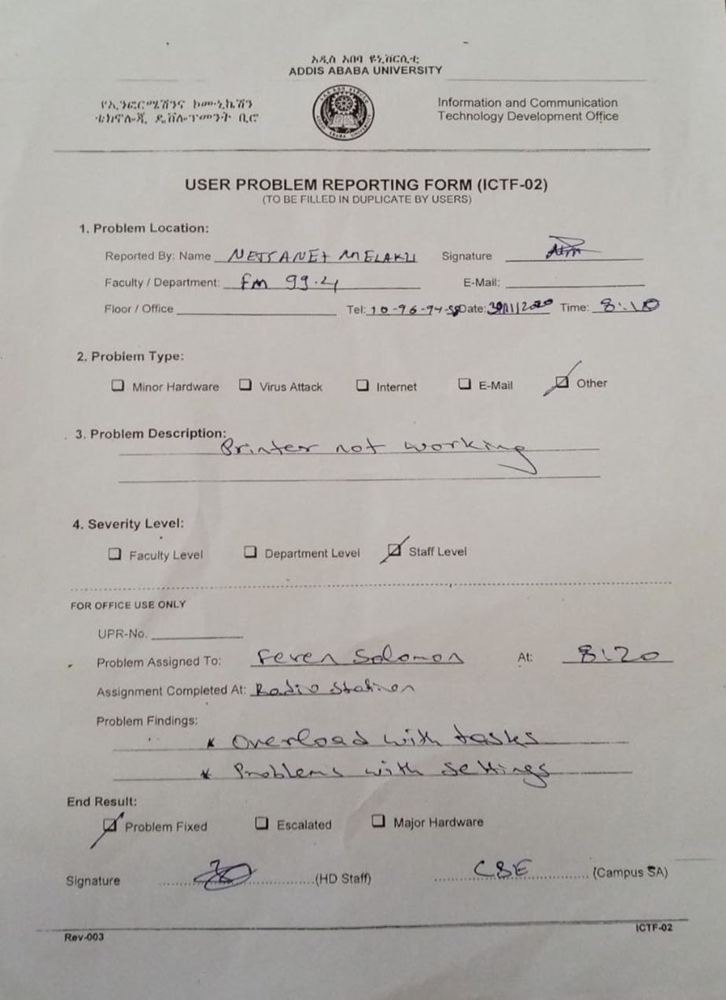 አዲስ አበባ ዩኒቨርሲቲ
ADDIS ABABA UNIVERSITY
የኢንፎርሜሽንና ኮሙኒኬሽን
ቴክኖሎጂ ዴቨሎፕመንት ቢሮ
Information and Communication
Technology Development Office
USER PROBLEM REPORTING FORM (ICTF-02)
(TO BE FILLED IN DUPLICATE BY USERS)
1. Problem Location:
Reported By: Name NETSANET MELAKU Signature
Faculty / Department: fm 99.4 E-Mail:
Floor / Office Tel: 10-96-94-58 Date: Time: 8:10
2. Problem Type:
Minor Hardware Virus Attack Internet E-Mail Other
3. Problem Description:
Printer not working
4. Severity Level:
Faculty Level Department Level Staff Level
FOR OFFICE USE ONLY
UPR-No.
Problem Assigned To: Feven Solomon At: 8:20
Assignment Completed At: Radio Station
Problem Findings:
* Overload with tasks
* Problems with settings
End Result:
Problem Fixed Escalated Major Hardware
Signature (HD Staff) CBE (Campus SA)
Rev-003 ICTF-02